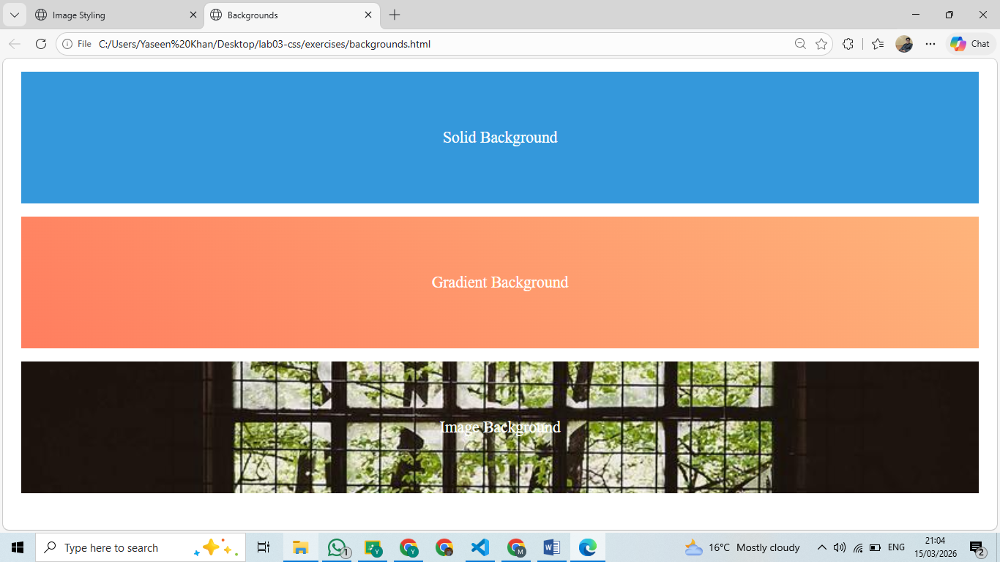 Image Styling
Backgrounds
File C:/Users/Yaseen%20Khan/Desktop/lab03-css/exercises/backgrounds.html
Chat
Solid Background
Gradient Background
Image Background
Type here to search
1
Y
Y
M
16°C Mostly cloudy
ENG
21:04
15/03/2026
2